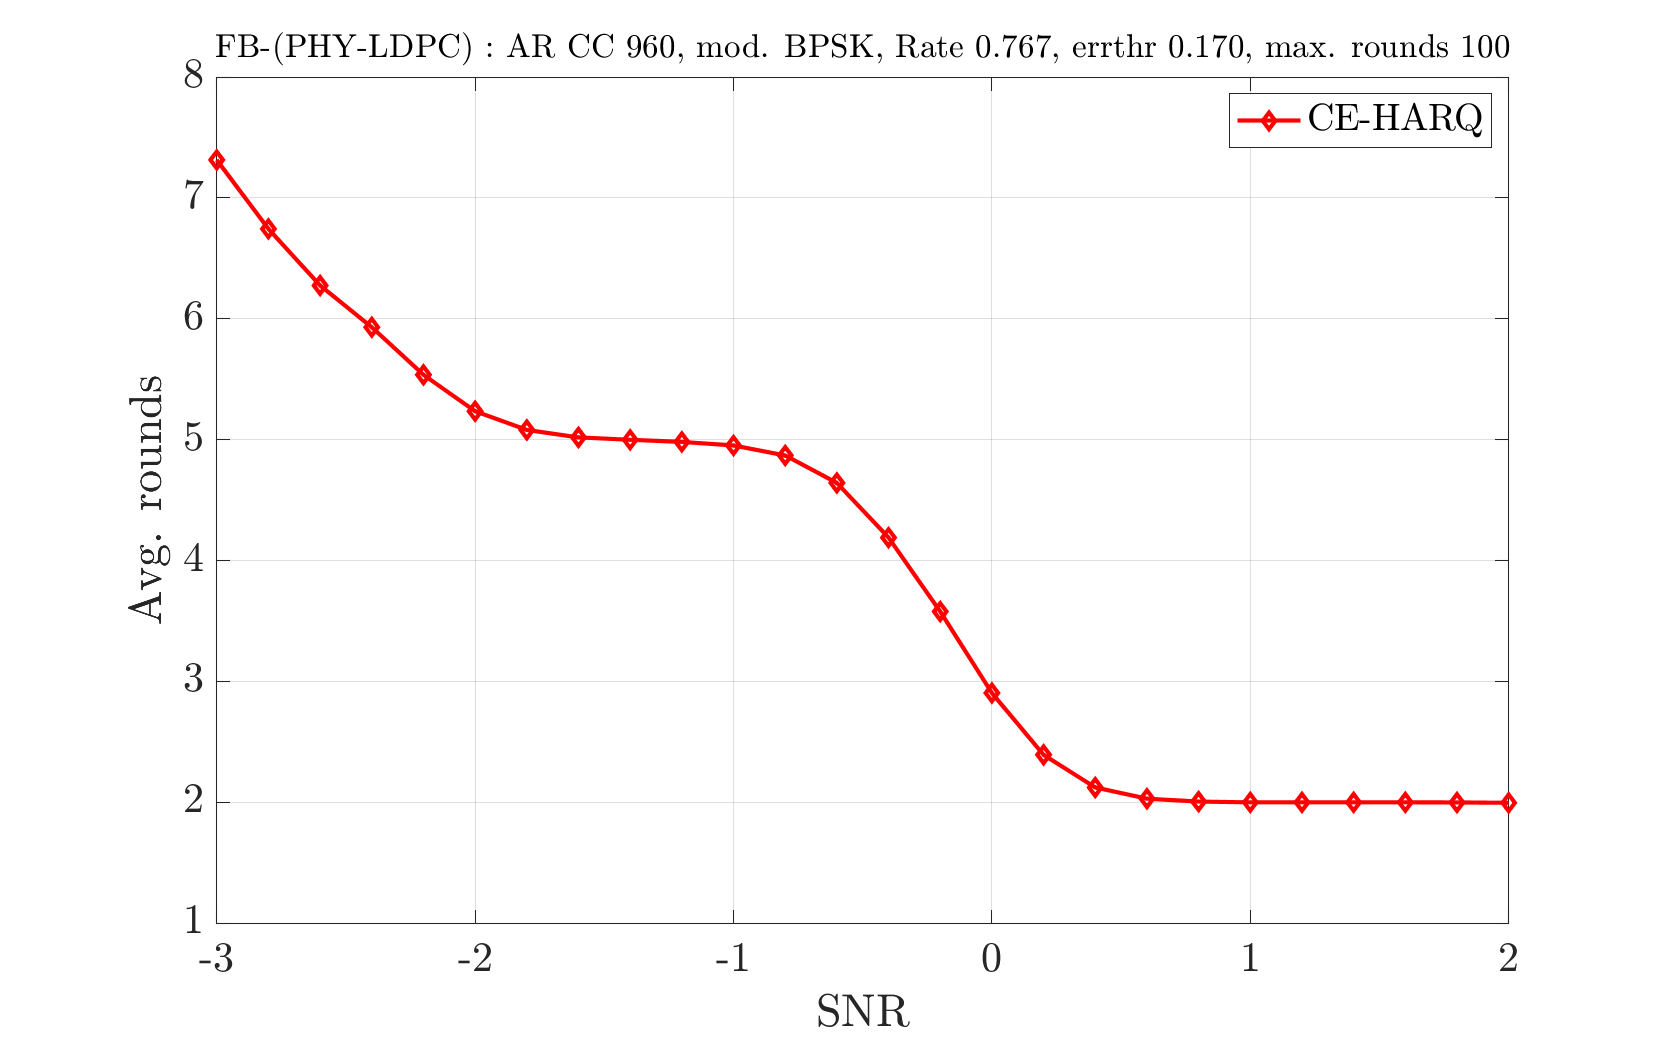 FB-(PHY-LDPC) : AR CC 960, mod. BPSK, Rate 0.767, errthr 0.170, max. rounds 100
CE-HARQ
8
7
6
5
4
3
2
1
Avg. rounds
-3 -2 -1 0 1 2
SNR